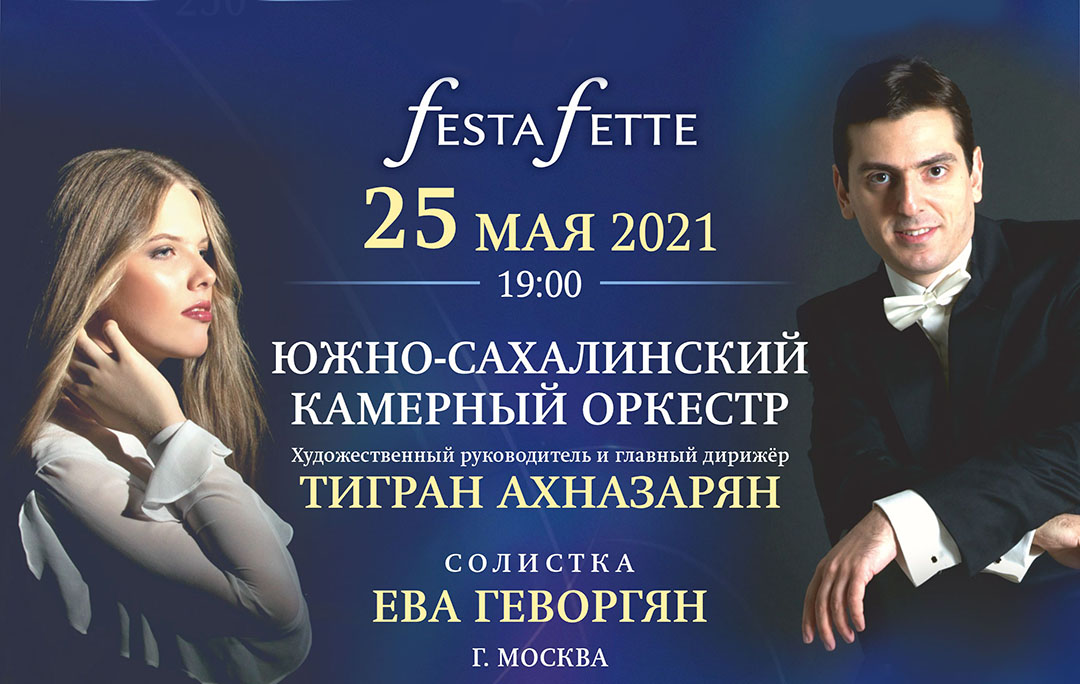 FESTA FETTE
25 МАЯ 2021
19:00
ЮЖНО-САХАЛИНСКИЙ
КАМЕРНЫЙ ОРКЕСТР
Художественный руководитель и главный дирижёр
ТИГРАН АХНАЗАРЯН
СОЛИСТКА
ЕВА ГЕВОРГЯН
Г. МОСКВА